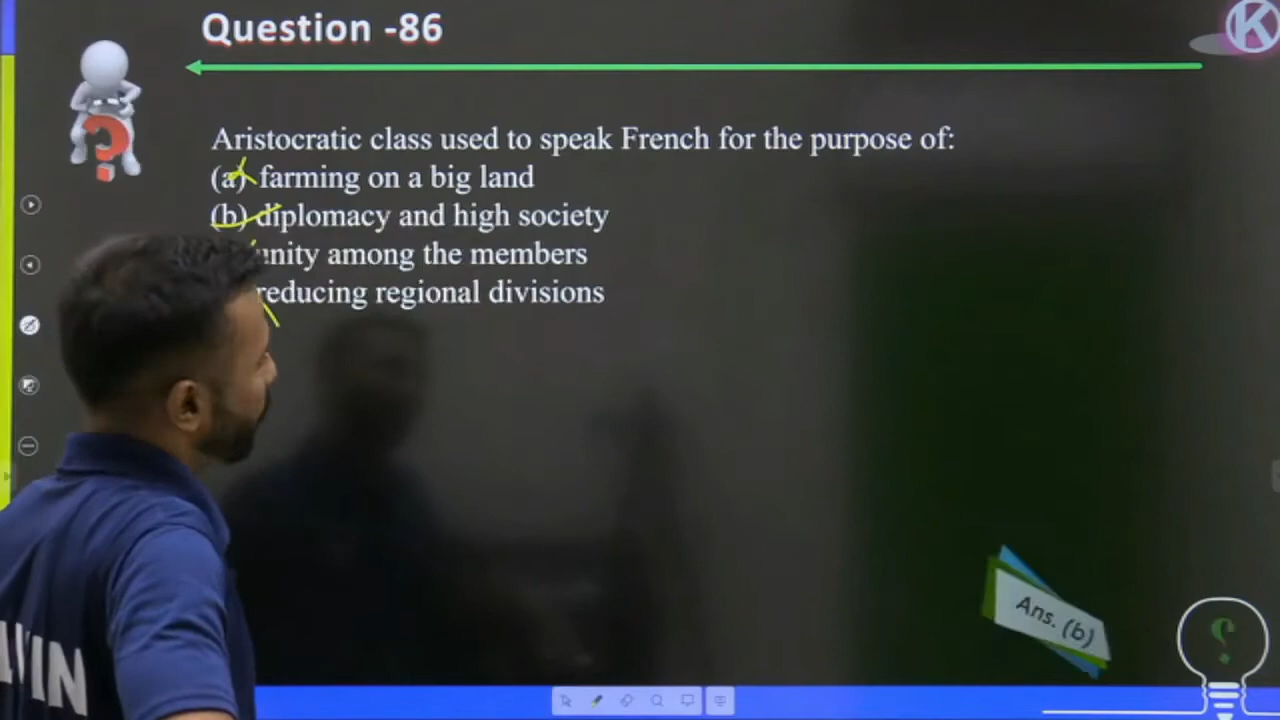 Question -86
Aristocratic class used to speak French for the purpose of:
(a) farming on a big land
(b) diplomacy and high society
unity among the members
reducing regional divisions
Ans. (b)
K